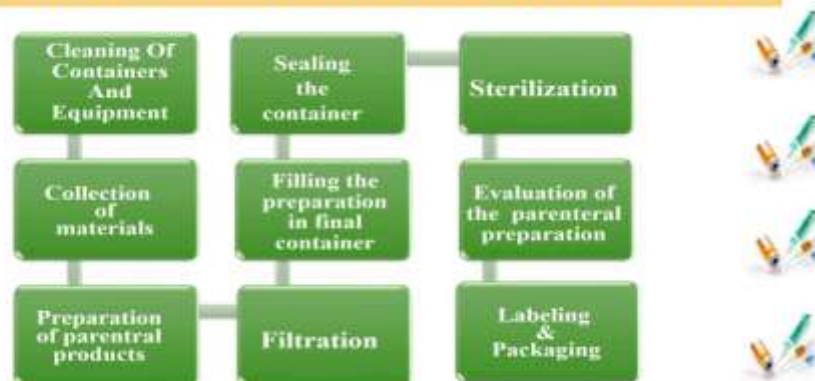 Cleaning Of
Containers
And
Equipment
Collection
of
materials
Preparation
of parentral
products
Filtration
Filling the
preparation
in final
container
Sealing
the
container
Sterilization
Evaluation of
the parenteral
preparation
Labeling
&
Packaging